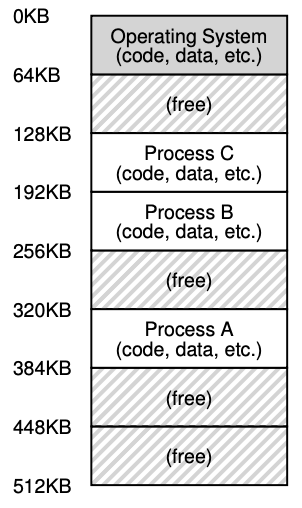 0KB
Operating System
(code, data, etc.)
64KB
(free)
128KB
Process C
(code, data, etc.)
192KB
Process B
(code, data, etc.)
256KB
(free)
320KB
Process A
(code, data, etc.)
384KB
(free)
448KB
(free)
512KB